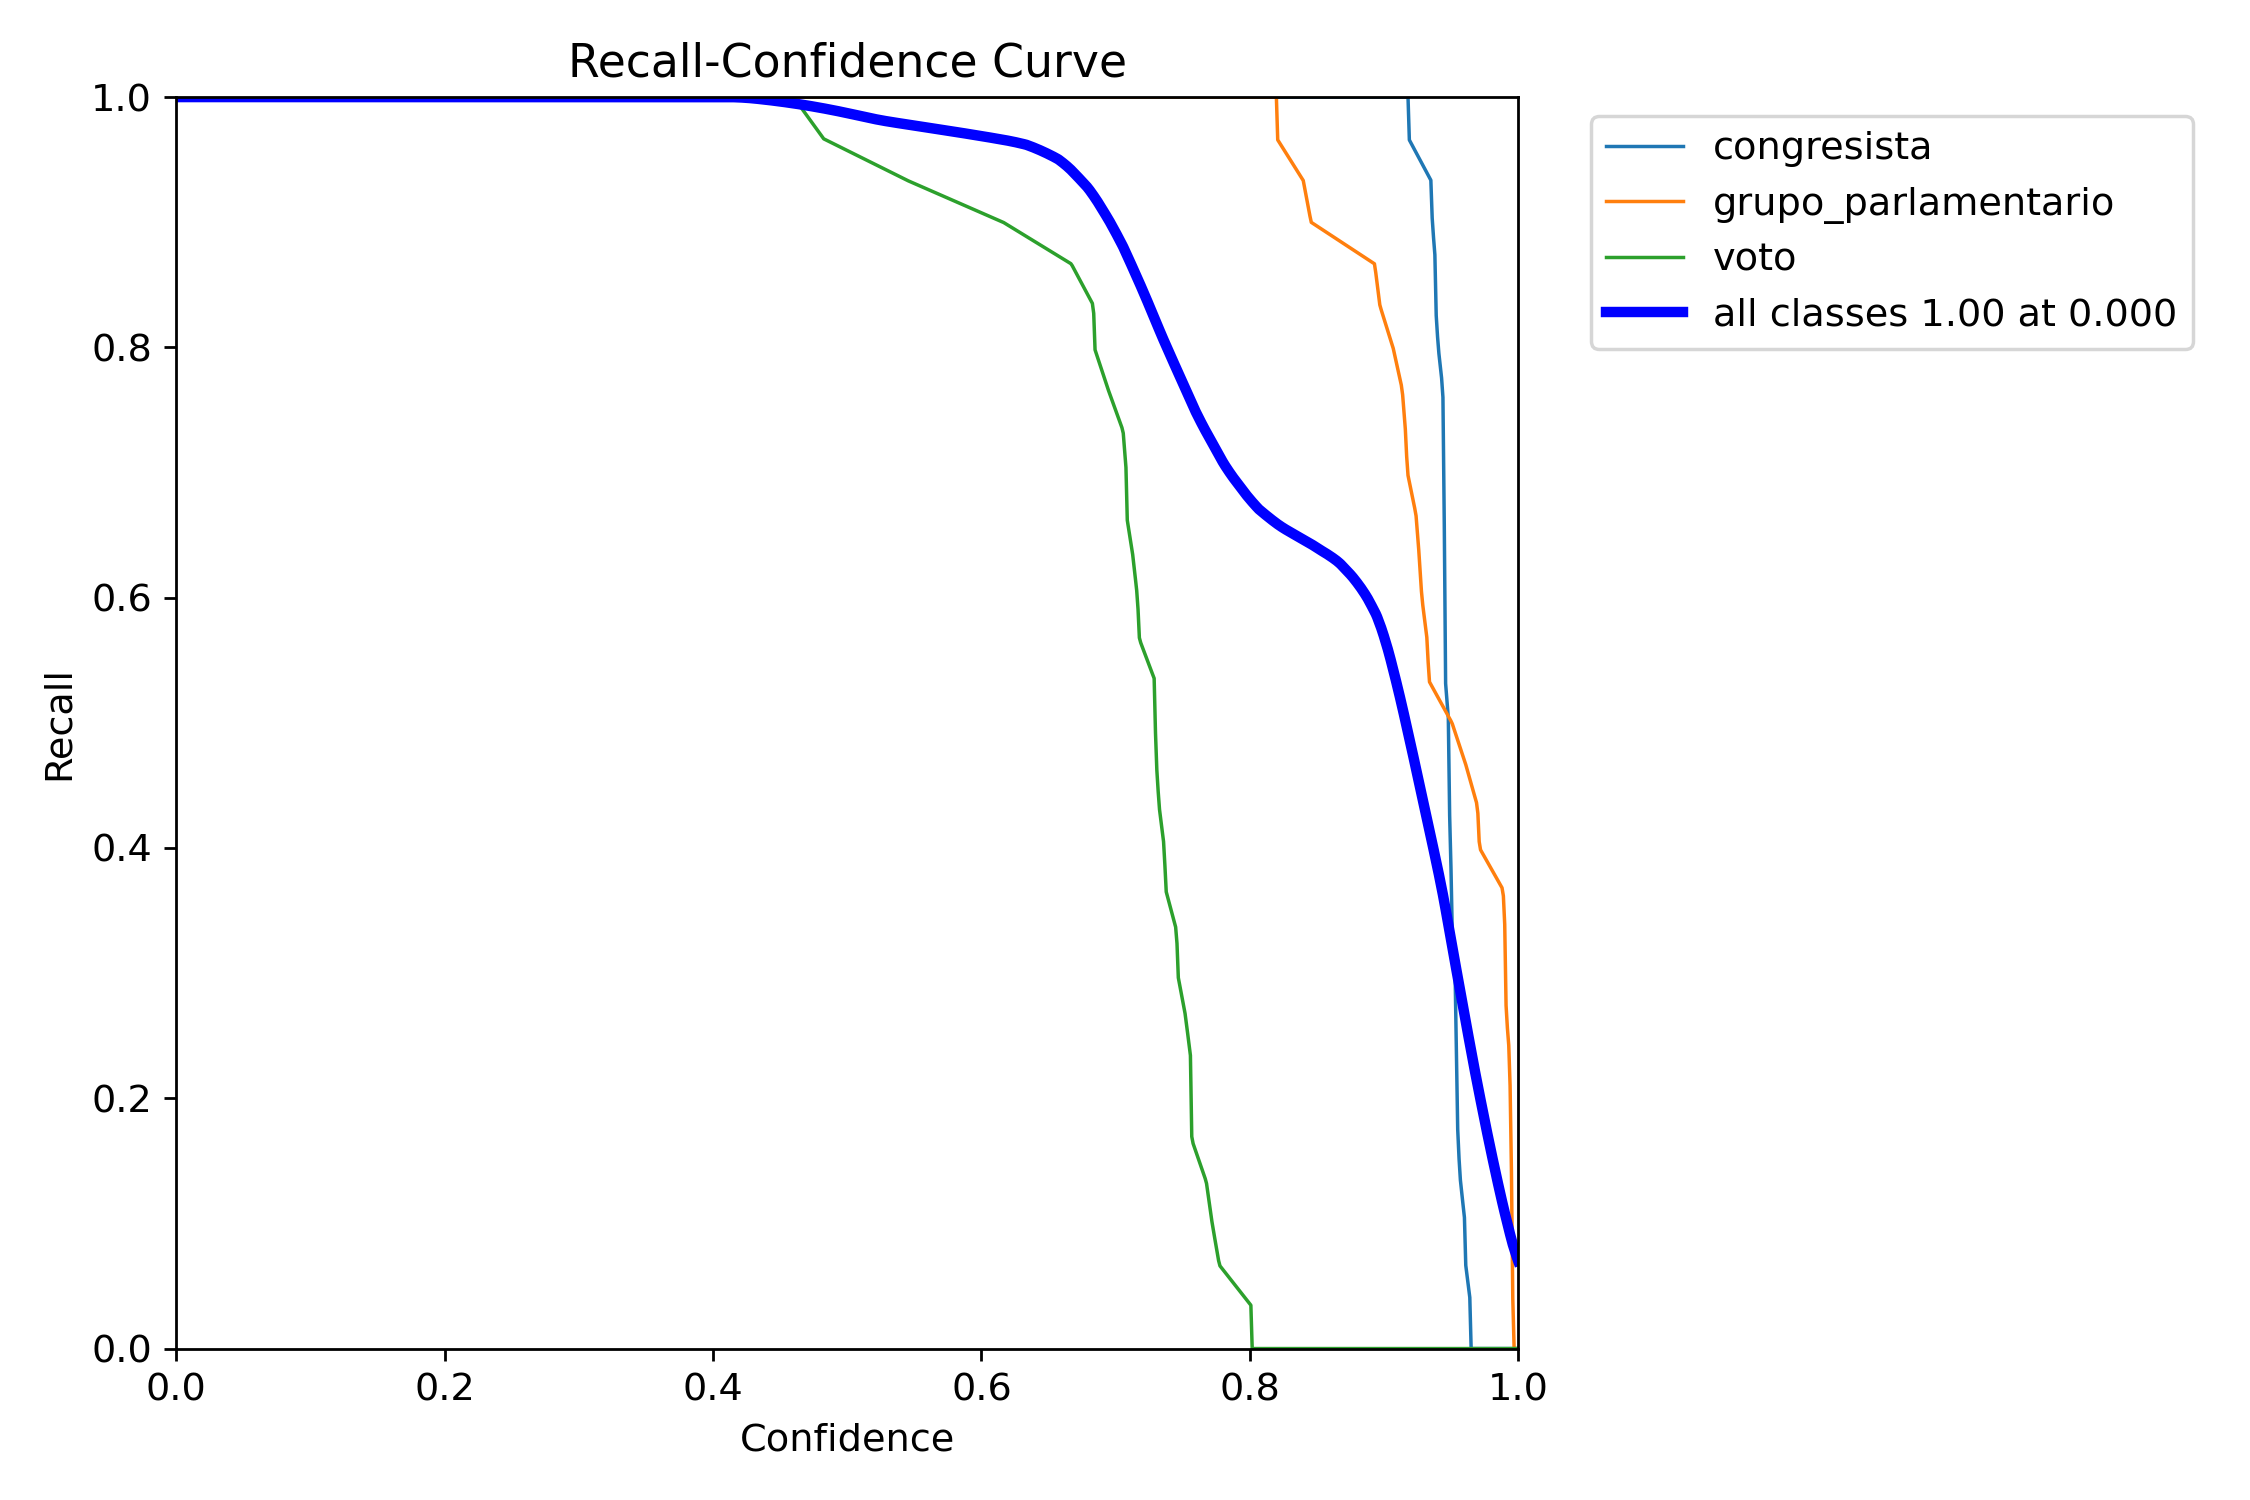 Recall-Confidence Curve
1.0
0.8
0.6
0.4
0.2
0.0
Recall
0.0 0.2 0.4 0.6 0.8 1.0
Confidence
congresista
grupo_parlamentario
voto
all classes 1.00 at 0.000